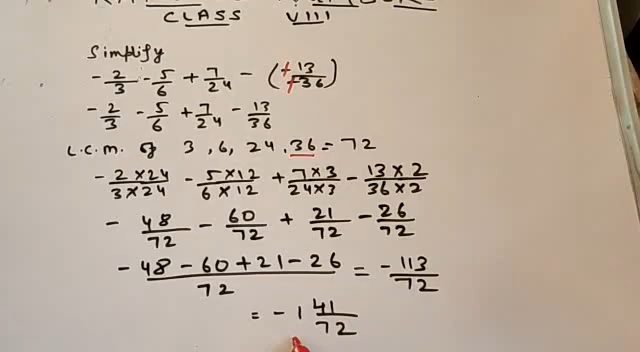 CLASS VIII
Simplify
- 2/3 - 5/6 + 7/24 - (+13/+36)
- 2/3 - 5/6 + 7/24 - 13/36
L.C.M. of 3, 6, 24, 36 = 72
- 2×24/3×24 - 5×12/6×12 + 7×3/24×3 - 13×2/36×2
- 48/72 - 60/72 + 21/72 - 26/72
- 48 - 60 + 21 - 26/72 = - 113/72
= - 1 41/72